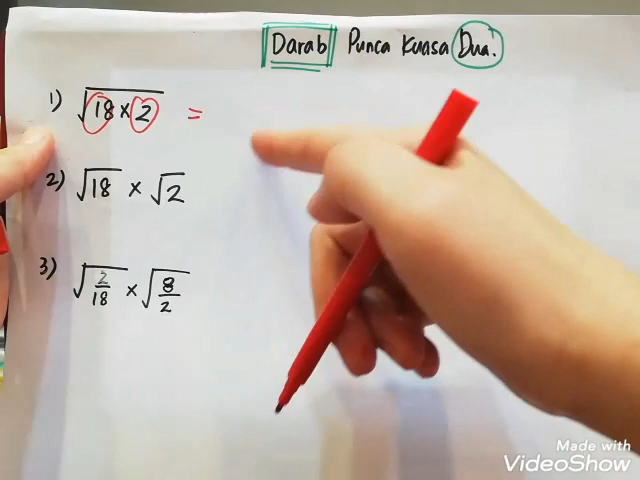 Darab Punca Kuasa Dua.
1) √18 × 2 =
2) √18 × √2
3) √2/18 × √8/2
Made with
VideoShow